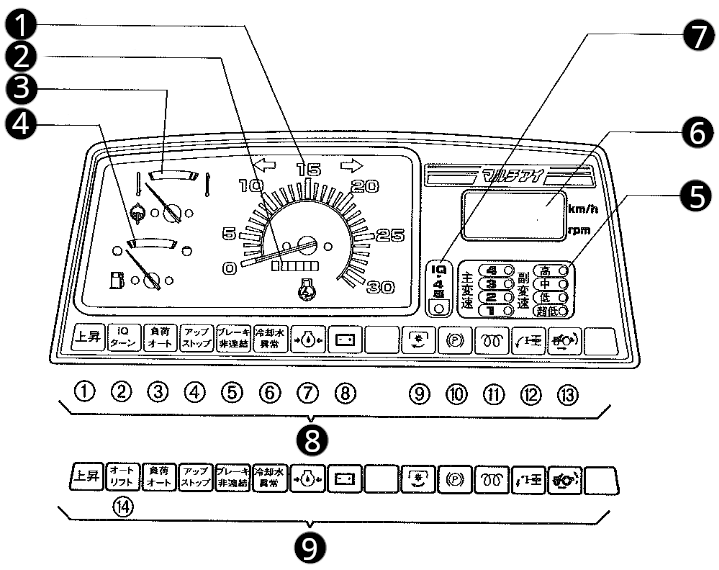 ❶
❷
❸
❹
❼
❻
❺
マルチアイ
km/h
rpm
0
5
10
15
20
25
30
IQ
・
4
駆
主変速
4
3
2
1
副変速
高
中
低
超低
上昇
IQ
ターン
負荷
オート
アップ
ストップ
ブレーキ
非連結
冷却水
異常
P
① ② ③ ④ ⑤ ⑥ ⑦ ⑧ ⑨ ⑩ ⑪ ⑫ ⑬
❽
上昇
オート
リフト
負荷
オート
アップ
ストップ
ブレーキ
非連結
冷却水
異常
P
⑭
❾